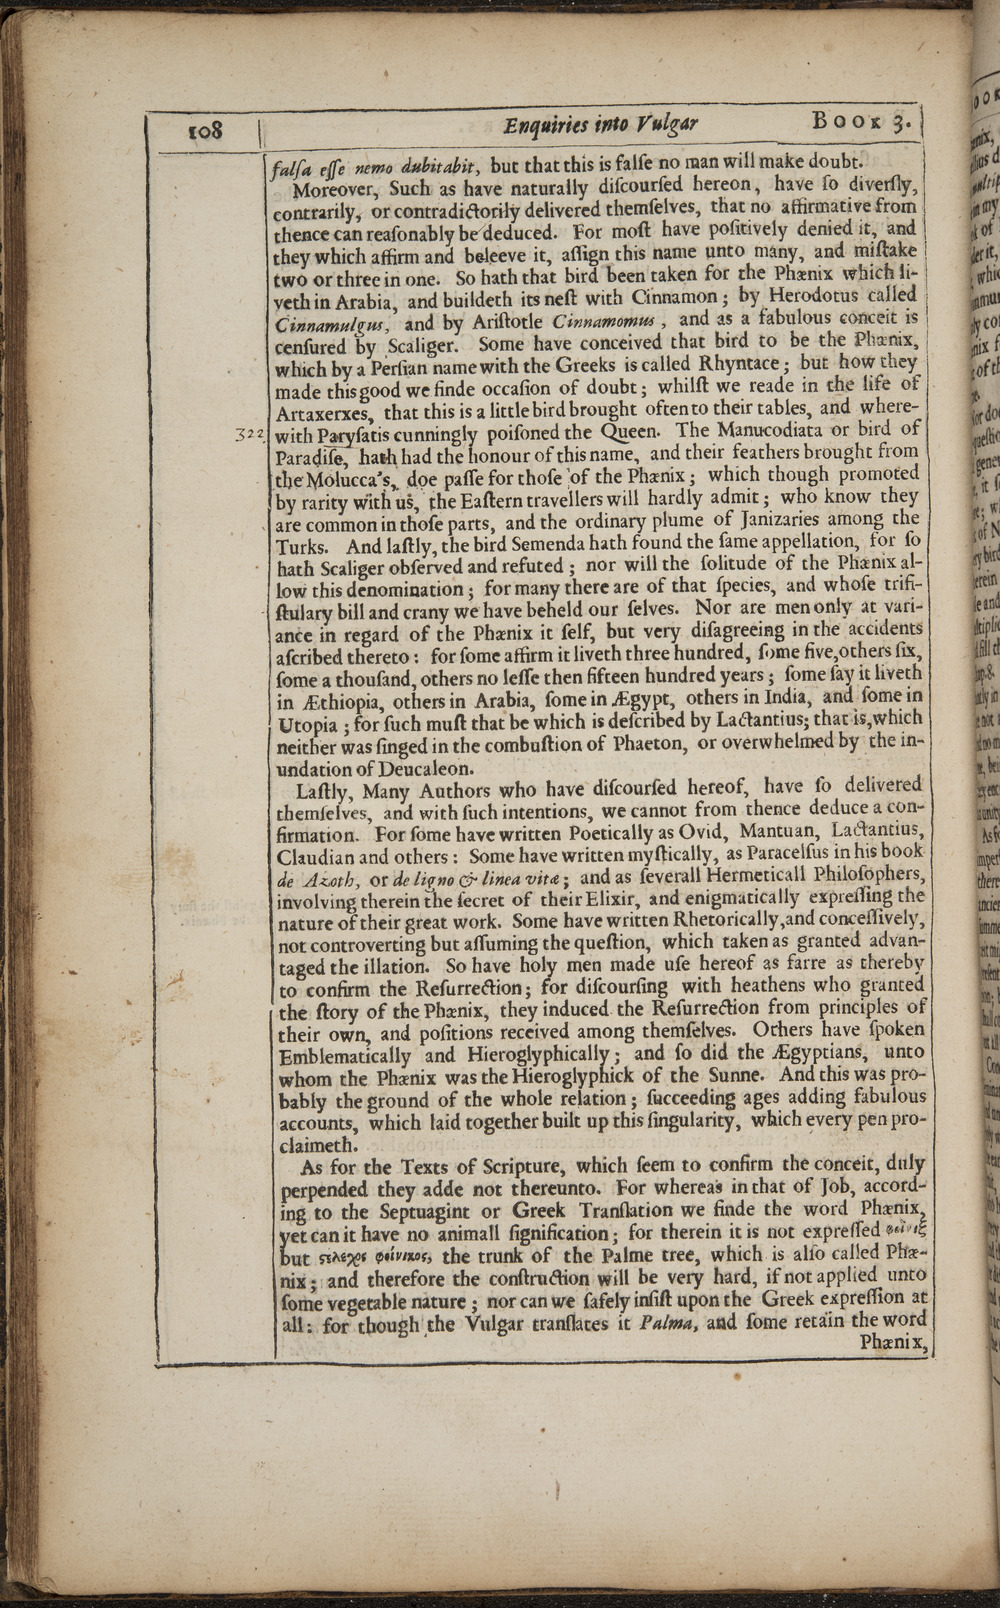 108 Enquiries into Vulgar Book 3.
falſa eſſe nemo dubitabit, but that this is falſe no man will make doubt.
Moreover, Such as have naturally diſcourſed hereon, have ſo diverſly,
contrarily, or contradictorily delivered themſelves, that no affirmative from
thence can reaſonably be deduced. For moſt have poſitively denied it, and
they which affirm and beleeve it, aſſign this name unto many, and miſtake
two or three in one. So hath that bird been taken for the Phænix which li-
veth in Arabia, and buildeth its neſt with Cinnamon; by Herodotus called
Cinnamulgus, and by Ariſtotle Cinnamomus, and as a fabulous conceit is
cenſured by Scaliger. Some have conceived that bird to be the Phænix,
which by a Perſian name with the Greeks is called Rhyntace; but how they
made this good we finde occaſion of doubt; whilſt we reade in the life of
Artaxerxes, that this is a little bird brought often to their tables, and where-
322 with Paryſatis cunningly poiſoned the Queen. The Manucodiata or bird of
Paradiſe, hath had the honour of this name, and their feathers brought from
the Molucca's, doe paſſe for thoſe of the Phænix; which though promoted
by rarity with us, the Eaſtern travellers will hardly admit; who know they
are common in thoſe parts, and the ordinary plume of Janizaries among the
Turks. And laſtly, the bird Semenda hath found the ſame appellation, for ſo
hath Scaliger obſerved and refuted; nor will the ſolitude of the Phænix al-
low this denomination; for many there are of that ſpecies, and whoſe trifi-
ſtulary bill and crany we have beheld our ſelves. Nor are men only at vari-
ance in regard of the Phænix it ſelf, but very diſagreeing in the accidents
aſcribed thereto: for ſome affirm it liveth three hundred, ſome five, others ſix,
ſome a thouſand, others no leſſe then fifteen hundred years; ſome ſay it liveth
in Æthiopia, others in Arabia, ſome in Ægypt, others in India, and ſome in
Utopia; for ſuch muſt that be which is deſcribed by Lactantius; that is, which
neither was ſinged in the combuſtion of Phaeton, or overwhelmed by the in-
undation of Deucaleon.
Laſtly, Many Authors who have diſcourſed hereof, have ſo delivered
themſelves, and with ſuch intentions, we cannot from thence deduce a con-
firmation. For ſome have written Poetically as Ovid, Mantuan, Lactantius,
Claudian and others: Some have written myſtically, as Paracelſus in his book
de Azoth, or de ligno & linea vitæ; and as ſeverall Hermeticall Philoſophers,
involving therein the ſecret of their Elixir, and enigmatically expreſſing the
nature of their great work. Some have written Rhetorically, and conceſſively,
not controverting but aſſuming the queſtion, which taken as granted advan-
taged the illation. So have holy men made uſe hereof as farre as thereby
to confirm the Reſurrection; for diſcourſing with heathens who granted
the ſtory of the Phænix, they induced the Reſurrection from principles of
their own, and poſitions received among themſelves. Others have ſpoken
Emblematically and Hieroglyphically; and ſo did the Ægyptians, unto
whom the Phænix was the Hieroglyphick of the Sunne. And this was pro-
bably the ground of the whole relation; ſucceeding ages adding fabulous
accounts, which laid together built up this ſingularity, which every pen pro-
claimeth.
As for the Texts of Scripture, which ſeem to confirm the conceit, duly
perpended they adde not thereunto. For whereas in that of Job, accord-
ing to the Septuagint or Greek Tranſlation we finde the word Phænix,
yet can it have no animall ſignification; for therein it is not expreſſed φοῖνιξ
but στελεχος φοίνικος, the trunk of the Palme tree, which is alſo called Phæ-
nix; and therefore the conſtruction will be very hard, if not applied unto
ſome vegetable nature; nor can we ſafely inſiſt upon the Greek expreſſion at
all: for though the Vulgar tranſlates it Palma, and ſome retain the word
Phænix,